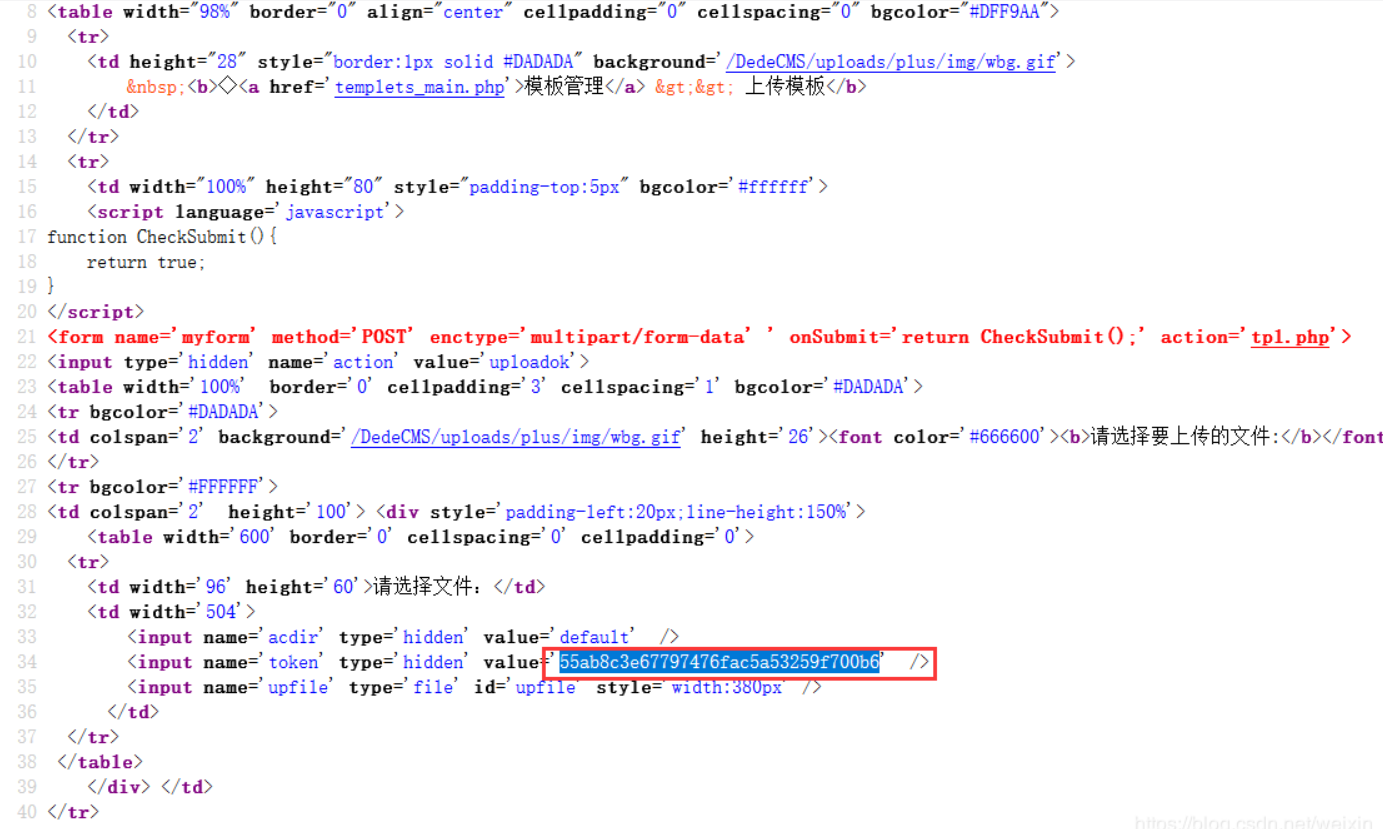 8 <table width="98%" border="0" align="center" cellpadding="0" cellspacing="0" bgcolor="#DFF9AA">
9 <tr>
10 <td height="28" style="border:1px solid #DADADA" background='/DedeCMS/uploads/plus/img/wbg.gif'>
11 &nbsp;<b>◇<a href='templets_main.php'>模板管理</a> &gt;&gt; 上传模板</b>
12 </td>
13 </tr>
14 <tr>
15 <td width="100%" height="80" style="padding-top:5px" bgcolor='#ffffff'>
16 <script language='javascript'>
17 function CheckSubmit(){
18 return true;
19 }
20 </script>
21 <form name='myform' method='POST' enctype='multipart/form-data' ' onSubmit='return CheckSubmit();' action='tpl.php'>
22 <input type='hidden' name='action' value='uploadok'>
23 <table width='100%' border='0' cellpadding='3' cellspacing='1' bgcolor='#DADADA'>
24 <tr bgcolor='#DADADA'>
25 <td colspan='2' background='/DedeCMS/uploads/plus/img/wbg.gif' height='26'><font color='#666600'><b>请选择要上传的文件:</b></font
26 </tr>
27 <tr bgcolor='#FFFFFF'>
28 <td colspan='2' height='100'> <div style='padding-left:20px;line-height:150%'>
29 <table width='600' border='0' cellspacing='0' cellpadding='0'>
30 <tr>
31 <td width='96' height='60'>请选择文件：</td>
32 <td width='504'>
33 <input name='acdir' type='hidden' value='default' />
34 <input name='token' type='hidden' value='55ab8c3e67797476fac5a53259f700b6' />
35 <input name='upfile' type='file' id='upfile' style='width:380px' />
36 </td>
37 </tr>
38 </table>
39 </div> </td>
40 </tr>
https://blog.csdn.net/weixin